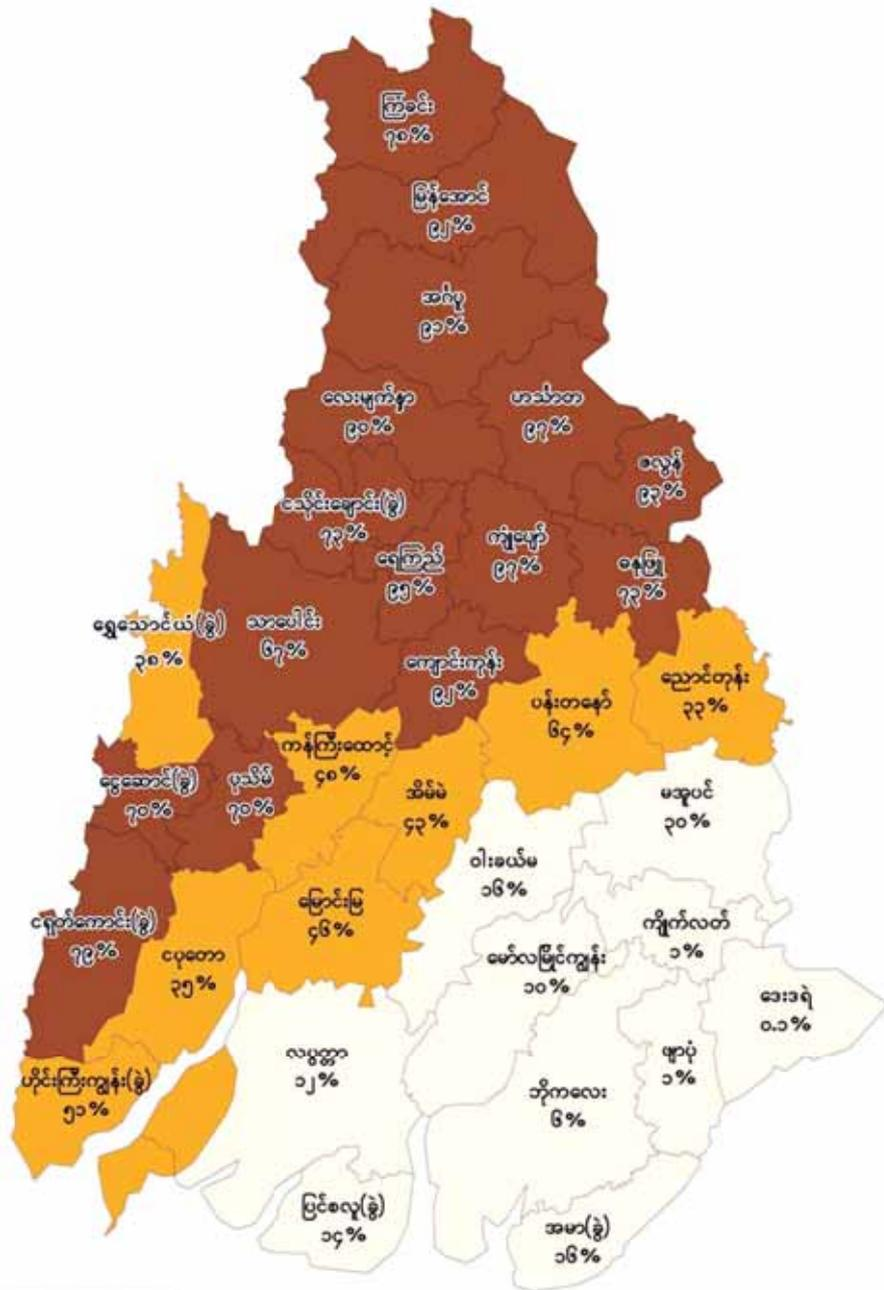 ကြံခင်း
၇၈%
မြန်အောင်
၉၂%
အင်္ဂပူ
၉၁%
လေးမျက်နှာ
၉၀%
ဟင်္သာတ
၉၇%
ဇလွန်
၉၃%
ငသိုင်းချောင်း(ခွဲ)
၇၃%
ရေကြည်
၉၅%
ကျုံပျော်
၉၇%
ဓနုဖြူ
၇၃%
ရွှေသောင်ယံ(ခွဲ)
၃၈%
သာပေါင်း
၆၇%
ကျောင်းကုန်း
၉၂%
ပန်းတနော်
၆၄%
ညောင်တုန်း
၃၃%
ငွေဆောင်(ခွဲ)
၇၀%
ပုသိမ်
၇၀%
ကန်ကြီးထောင့်
၄၈%
အိမ်မဲ
၄၃%
မအူပင်
၃၀%
ဝါးခယ်မ
၁၆%
ငရုတ်ကောင်း(ခွဲ)
၇၉%
ငပုတော
၃၅%
မြောင်းမြ
၄၆%
မော်လမြိုင်ကျွန်း
၁၀%
ကျိုက်လတ်
၁%
ဒေးဒရဲ
၀.၁%
ဟိုင်းကြီးကျွန်း(ခွဲ)
၅၁%
လပွတ္တာ
၁၂%
ဘိုကလေး
၆%
ဖျာပုံ
၁%
ပြင်စလူ(ခွဲ)
၁၄%
အမာ(ခွဲ)
၁၆%